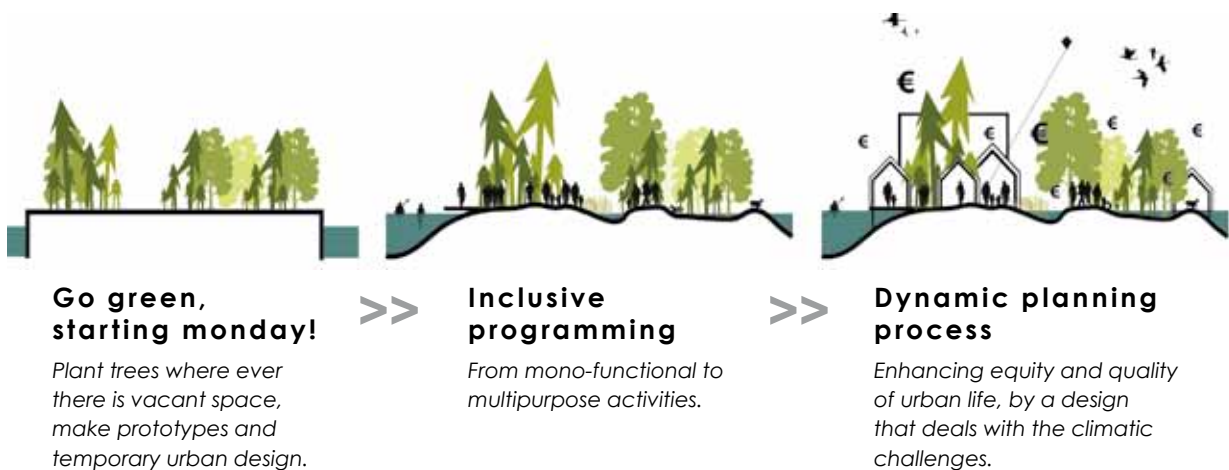 €
€
€
€
€
€
€
€
Go green,
starting monday!
Plant trees where ever
there is vacant space,
make prototypes and
temporary urban design.
>>
Inclusive
programming
From mono-functional to
multipurpose activities.
>>
Dynamic planning
process
Enhancing equity and quality
of urban life, by a design
that deals with the climatic
challenges.